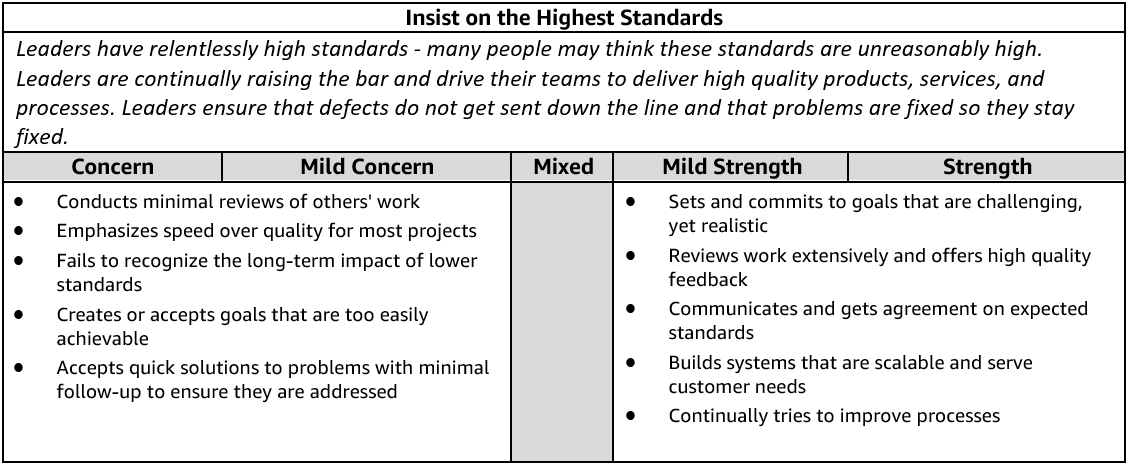 Insist on the Highest Standards
Leaders have relentlessly high standards - many people may think these standards are unreasonably high.
Leaders are continually raising the bar and drive their teams to deliver high quality products, services, and
processes. Leaders ensure that defects do not get sent down the line and that problems are fixed so they stay
fixed.
Concern Mild Concern Mixed Mild Strength Strength
● Conducts minimal reviews of others' work
● Emphasizes speed over quality for most projects
● Fails to recognize the long-term impact of lower
standards
● Creates or accepts goals that are too easily
achievable
● Accepts quick solutions to problems with minimal
follow-up to ensure they are addressed
● Sets and commits to goals that are challenging,
yet realistic
● Reviews work extensively and offers high quality
feedback
● Communicates and gets agreement on expected
standards
● Builds systems that are scalable and serve
customer needs
● Continually tries to improve processes